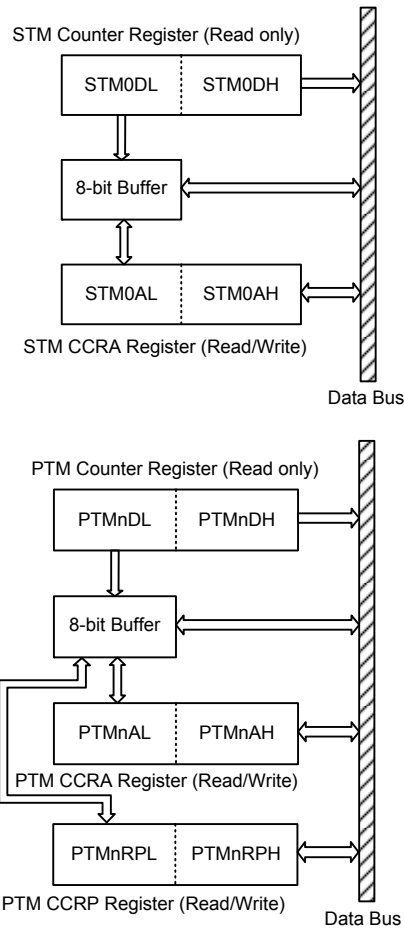 STM Counter Register (Read only)
STM0DL STM0DH
8-bit Buffer
STM0AL STM0AH
STM CCRA Register (Read/Write)
Data Bus
PTM Counter Register (Read only)
PTMnDL PTMnDH
8-bit Buffer
PTMnAL PTMnAH
PTM CCRA Register (Read/Write)
PTMnRPL PTMnRPH
PTM CCRP Register (Read/Write)
Data Bus